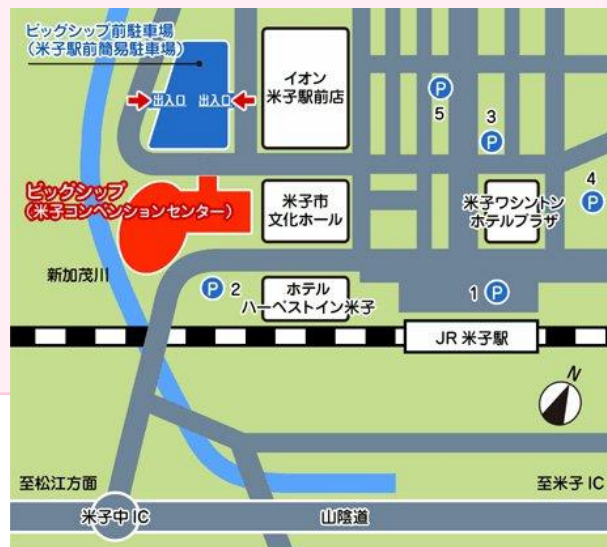 ビッグシップ前駐車場
(米子駅前簡易駐車場)
出入口 出入口
イオン
米子駅前店
P
5
3
P
4
P
ビッグシップ
(米子コンベンションセンター)
米子市
文化ホール
米子ワシントン
ホテルプラザ
新加茂川
P 2
ホテル
ハーベストイン米子
1 P
JR 米子駅
N
至松江方面
至米子 IC
米子中 IC
山陰道